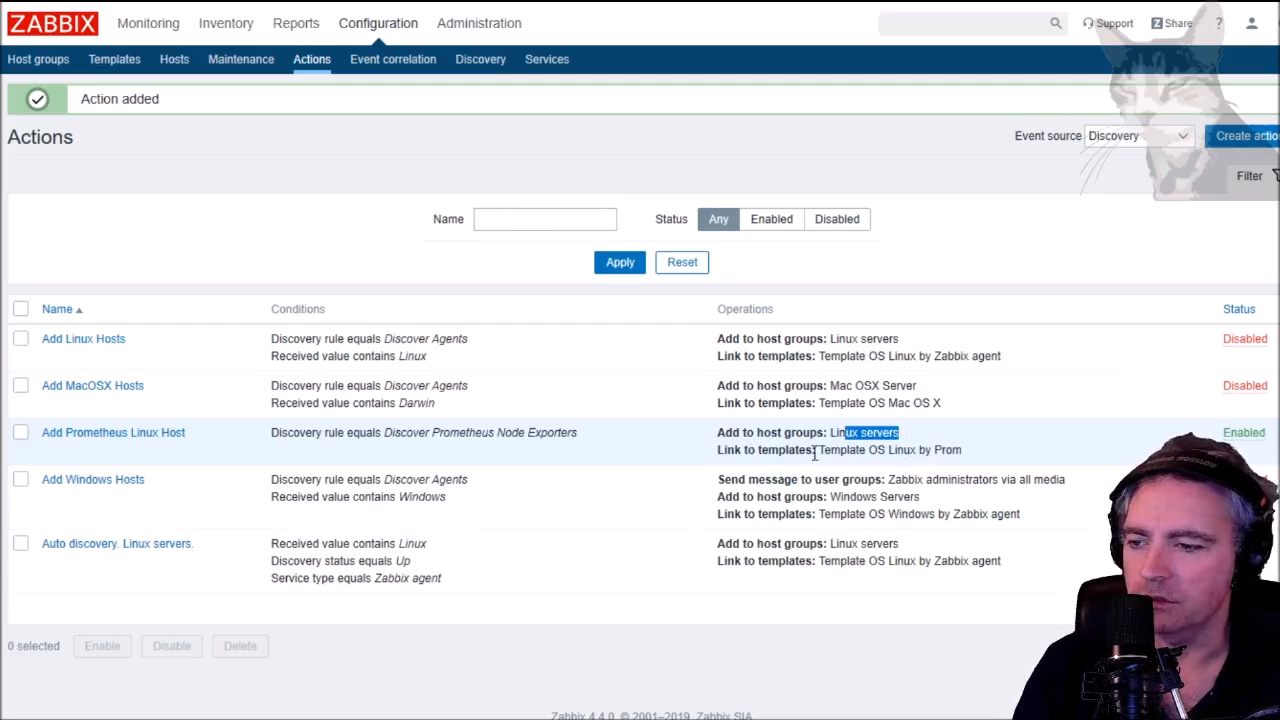 ZABBIX Monitoring Inventory Reports Configuration Administration Support Z Share ?
Host groups Templates Hosts Maintenance Actions Event correlation Discovery Services
Action added
Actions
Event source Discovery Create actio
Filter
Name Status Any Enabled Disabled
Apply Reset
Name Conditions Operations Status
Add Linux Hosts Discovery rule equals Discover Agents Add to host groups: Linux servers Disabled
Received value contains Linux Link to templates: Template OS Linux by Zabbix agent
Add MacOSX Hosts Discovery rule equals Discover Agents Add to host groups: Mac OSX Server Disabled
Received value contains Darwin Link to templates: Template OS Mac OS X
Add Prometheus Linux Host Discovery rule equals Discover Prometheus Node Exporters Add to host groups: Linux servers Enabled
Link to templates: Template OS Linux by Prom
Add Windows Hosts Discovery rule equals Discover Agents Send message to user groups: Zabbix administrators via all media
Received value contains Windows Add to host groups: Windows Servers
Link to templates: Template OS Windows by Zabbix agent
Auto discovery. Linux servers. Received value contains Linux Add to host groups: Linux servers
Discovery status equals Up Link to templates: Template OS Linux by Zabbix agent
Service type equals Zabbix agent
0 selected Enable Disable Delete
Zabbix 4.4.0. © 2001–2019, Zabbix SIA